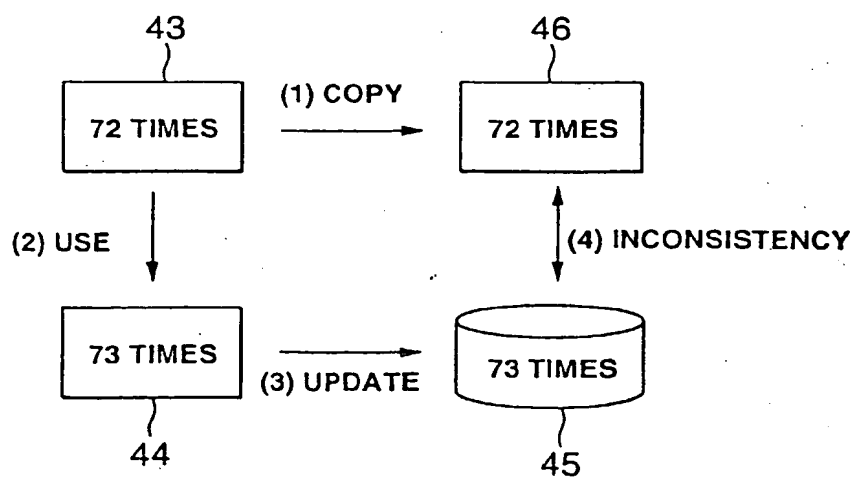 43
46
72 TIMES
(1) COPY
72 TIMES
(2) USE
(4) INCONSISTENCY
73 TIMES
(3) UPDATE
73 TIMES
44
45